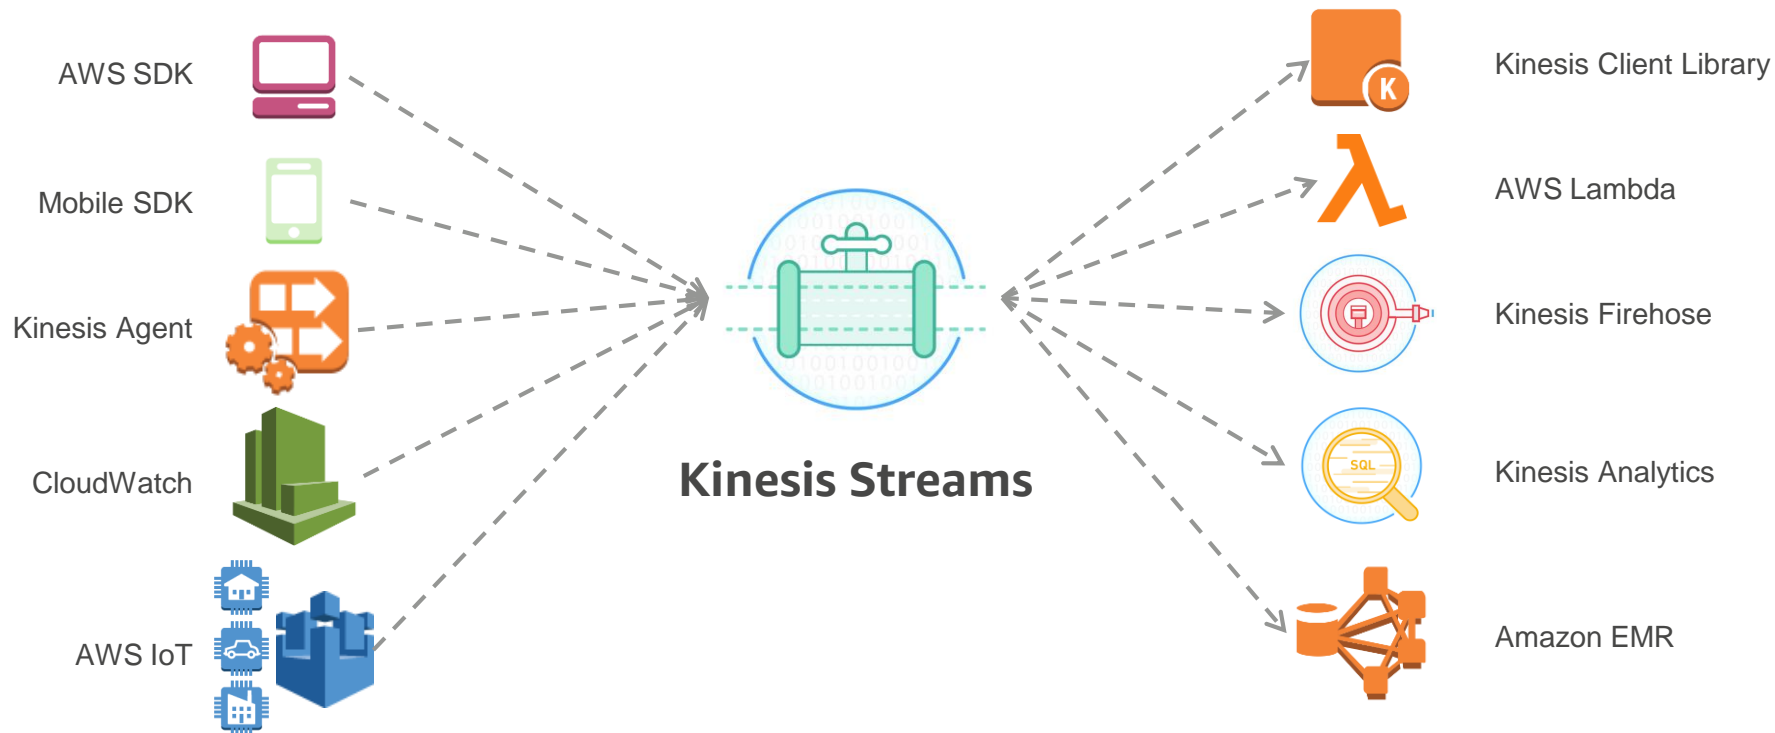 AWS SDK
Mobile SDK
Kinesis Agent
CloudWatch
AWS IoT
Kinesis Streams
K
Kinesis Client Library
AWS Lambda
Kinesis Firehose
SQL
Kinesis Analytics
Amazon EMR